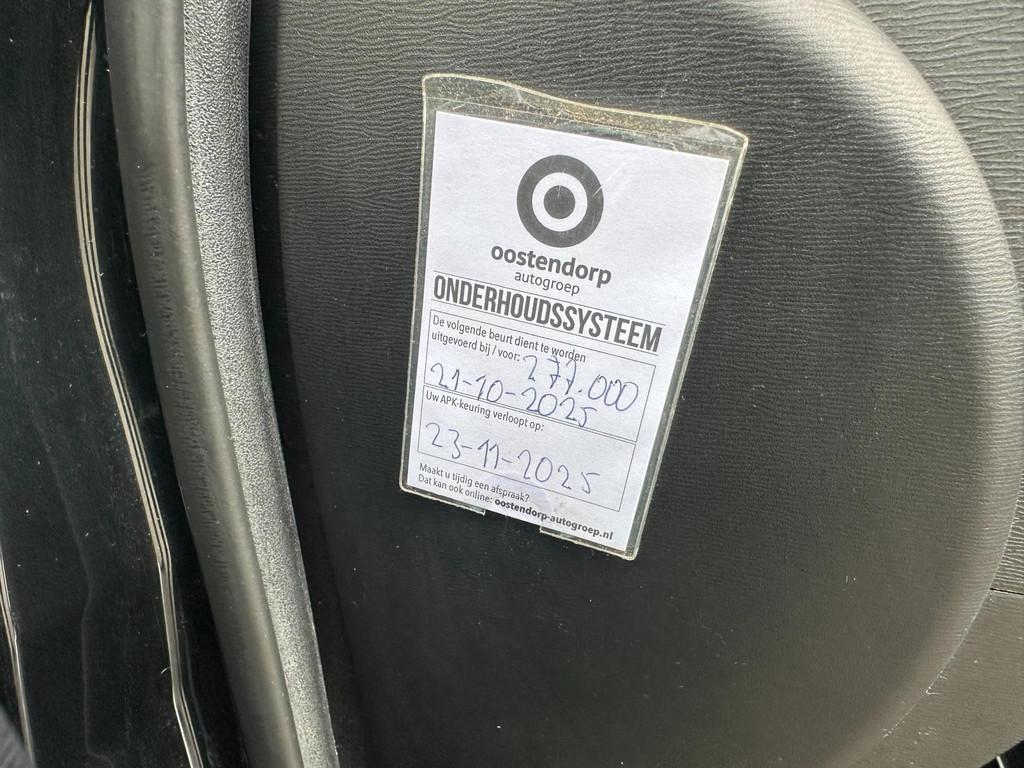 oostendorp
autogroep
ONDERHOUDSSYSTEEM
De volgende beurt dient te worden
uitgevoerd bij / voor: 277.000
21-10-2025
Uw APK-keuring verloopt op:
23-11-2025
Maakt u tijdig een afspraak?
Dat kan ook online: oostendorp-autogroep.nl